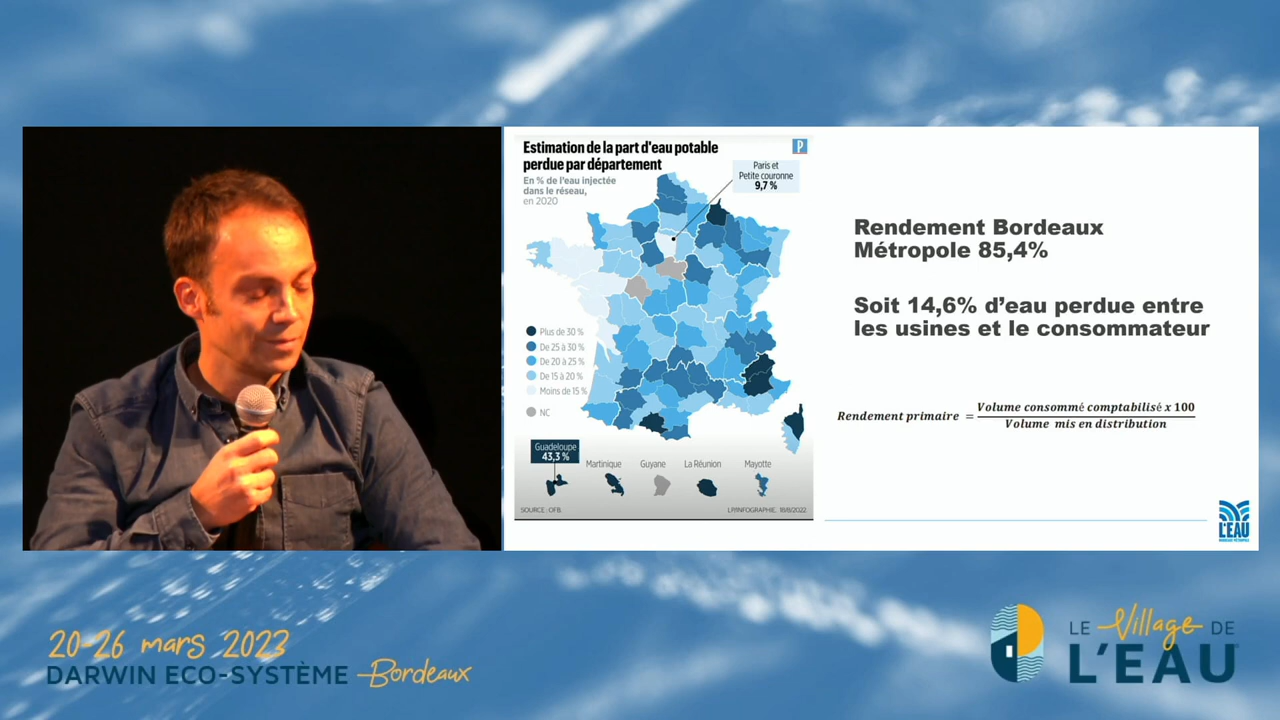 Estimation de la part d'eau potable
perdue par département
En % de l'eau injectée
dans le réseau,
en 2020
P
Paris et
Petite couronne
9,7 %
Plus de 30 %
De 25 à 30 %
De 20 à 25 %
De 15 à 20 %
Moins de 15 %
NC
Guadeloupe
43,3 %
Martinique
Guyane
La Réunion
Mayotte
SOURCE : OFB.
LP/INFOGRAPHIE. 18/8/2022.
Rendement Bordeaux
Métropole 85,4%
Soit 14,6% d'eau perdue entre
les usines et le consommateur
Rendement primaire = Volume consommé comptabilisé x 100
Volume mis en distribution
L'EAU
BORDEAUX MÉTROPOLE
20-26 mars 2023
DARWIN ECO-SYSTÈME Bordeaux
LE Village DE
L'EAU